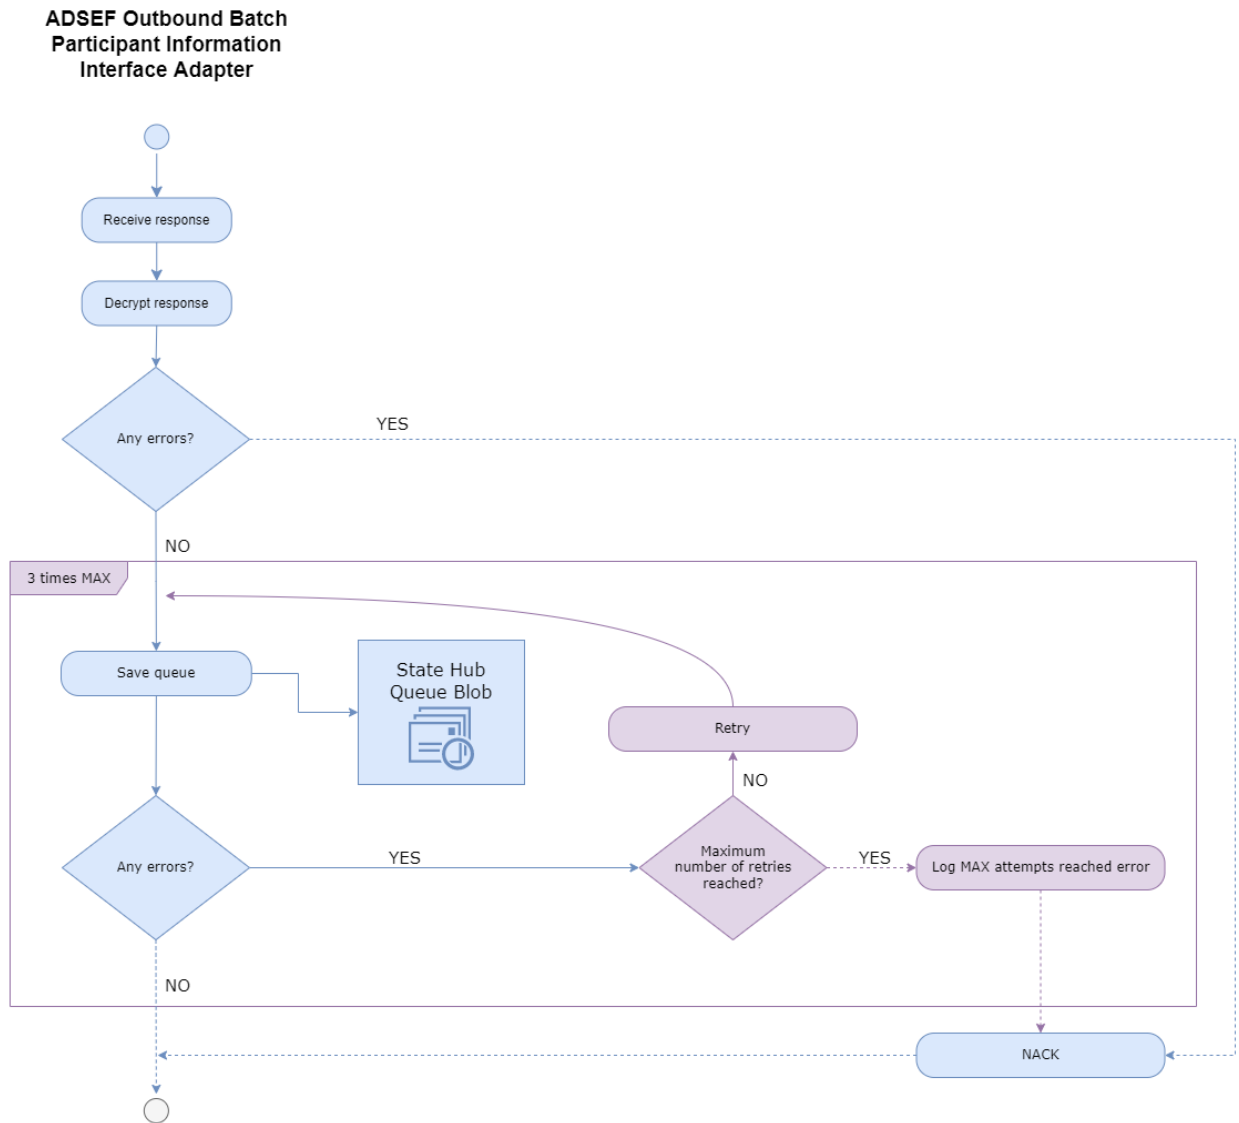 ADSEF Outbound Batch
Participant Information
Interface Adapter
Receive response
Decrypt response
Any errors?
YES
NO
3 times MAX
Save queue
State Hub
Queue Blob
Retry
NO
Any errors?
YES
Maximum
number of retries
reached?
YES
Log MAX attempts reached error
NO
NACK